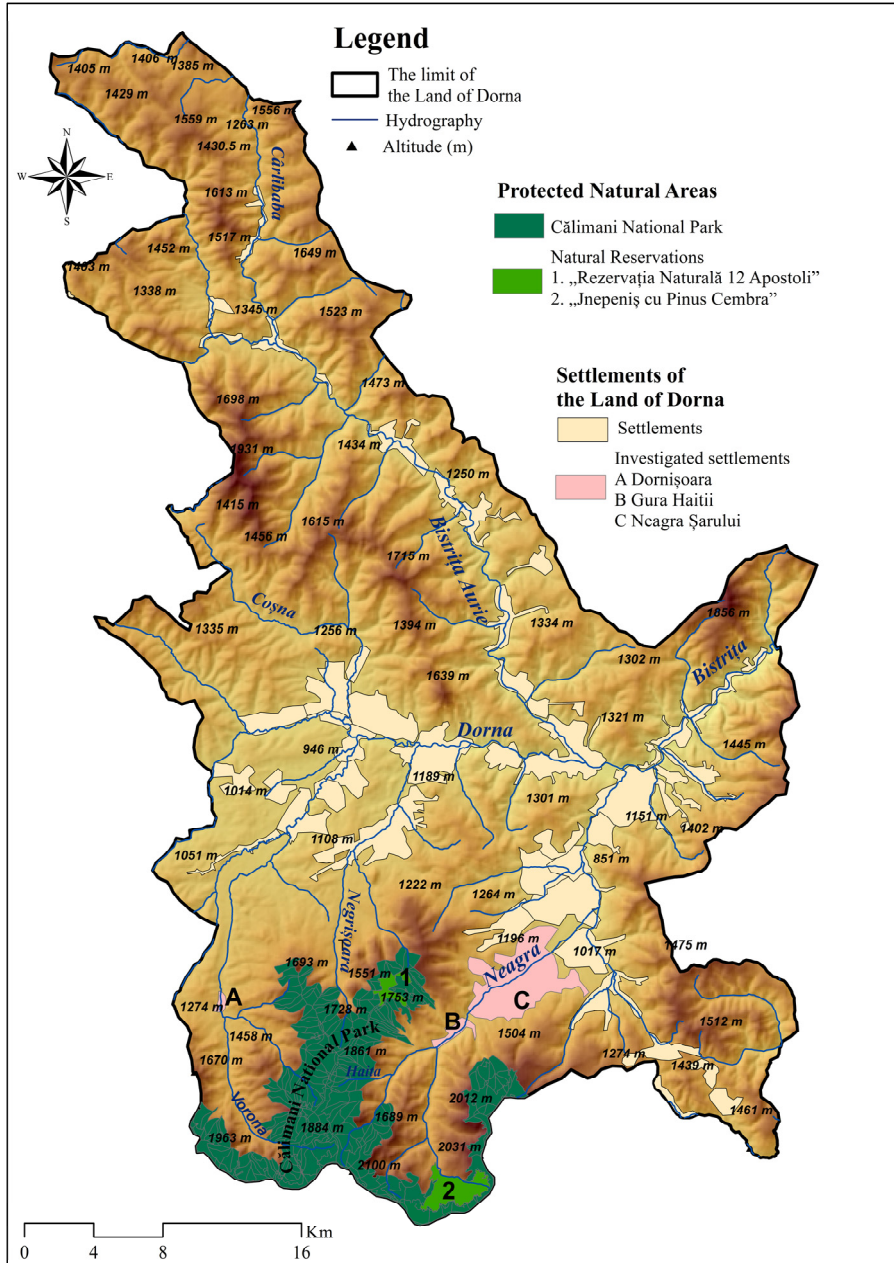 Legend
The limit of
the Land of Dorna
Hydrography
Altitude (m)
N
W E
S
Protected Natural Areas
Călimani National Park
Natural Reservations
1. „Rezervația Naturală 12 Apostoli”
2. „Jnepeniș cu Pinus Cembra”
Settlements of
the Land of Dorna
Settlements
Investigated settlements
A Dornișoara
B Gura Haitii
C Neagra Șarului
1406 m
1405 m
1385 m
1429 m
1556 m
1559 m
1263 m
1430.5 m
Cârlibaba
1613 m
1517 m
1452 m
1649 m
1463 m
1338 m
1345 m
1523 m
1473 m
1698 m
1434 m
1931 m
1250 m
1415 m
1615 m
1456 m
Bistrița Aurie
1715 m
Coșna
1856 m
1335 m
1256 m
1394 m
1334 m
Bistrița
1302 m
1639 m
1321 m
Dorna
946 m
1445 m
1189 m
1014 m
1301 m
1151 m
1402 m
1108 m
851 m
1051 m
1222 m
1264 m
Negrișoara
1196 m
1017 m
1475 m
Neagra
1693 m
1551 m
1
A
1753 m
C
1274 m
1728 m
B
1512 m
1458 m
1504 m
1861 m
1274 m
1670 m
Călimani National Park
Haita
1439 m
2012 m
1461 m
Vorona
1689 m
1884 m
1963 m
2031 m
2100 m
2
Km
0 4 8 16